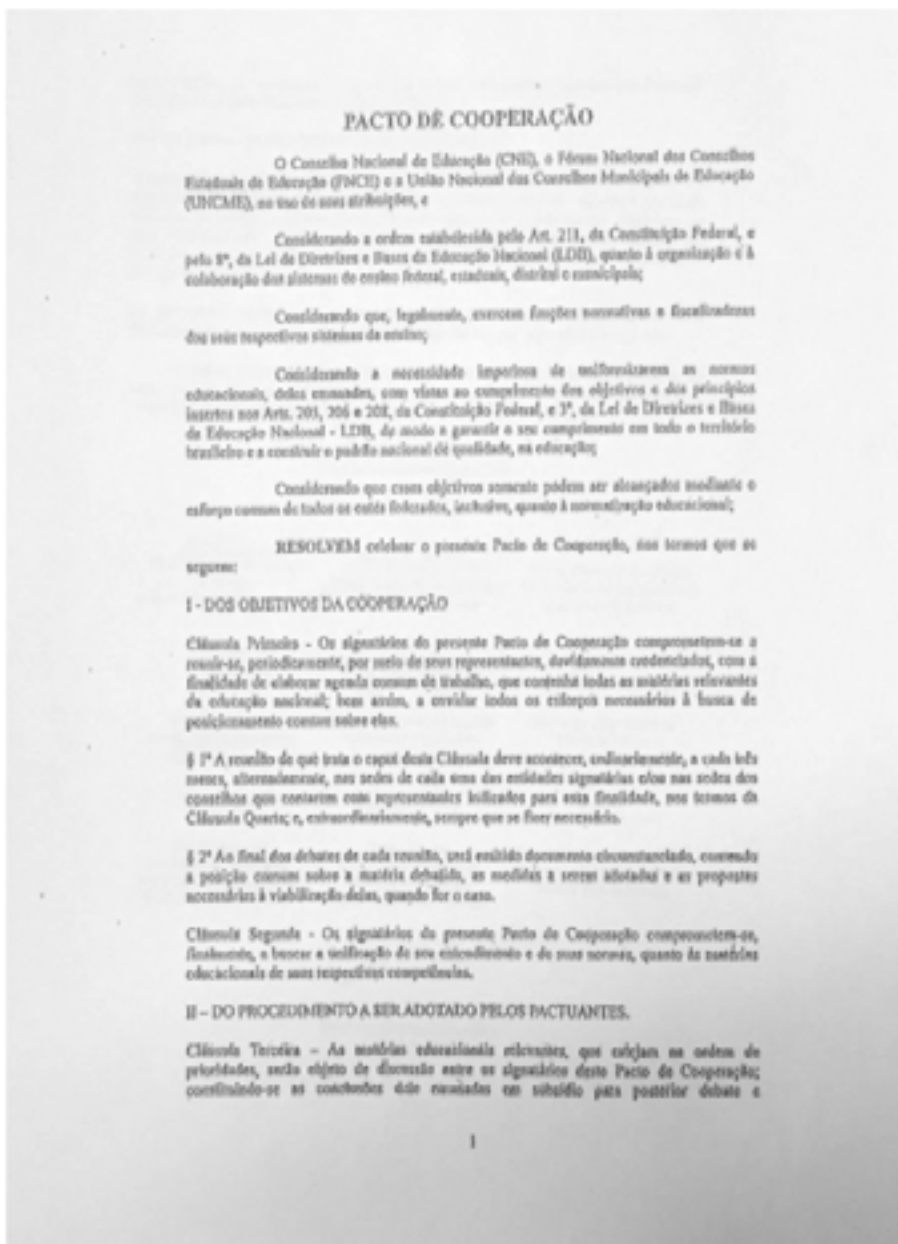 PACTO DE COOPERAÇÃO
O Conselho Nacional de Educação (CNE), o Fórum Nacional dos Conselhos
Estaduais de Educação (FNCE) e a União Nacional dos Conselhos Municipais de Educação
(UNCME), no uso de suas atribuições, e
Considerando a ordem estabelecida pelo Art. 211, da Constituição Federal, e
pelo 8º, da Lei de Diretrizes e Bases da Educação Nacional (LDB), quanto à organização e à
colaboração dos sistemas de ensino federal, estaduais, distrital e municipais;
Considerando que, legalmente, exercem funções normativas e fiscalizadoras
dos seus respectivos sistemas de ensino;
Considerando a necessidade imperiosa de uniformizarem as normas
educacionais, deles emanadas, com vistas ao cumprimento dos objetivos e dos princípios
insertos nos Arts. 205, 206 e 208, da Constituição Federal, e 3º, da Lei de Diretrizes e Bases
da Educação Nacional - LDB, de modo a garantir o seu cumprimento em todo o território
brasileiro e a construir o padrão nacional de qualidade, na educação;
Considerando que esses objetivos somente podem ser alcançados mediante o
esforço comum de todos os entes federados, inclusive, quanto à normatização educacional;
RESOLVEM celebrar o presente Pacto de Cooperação, nos termos que se
seguem:
I - DOS OBJETIVOS DA COOPERAÇÃO
Cláusula Primeira - Os signatários do presente Pacto de Cooperação comprometem-se a
reunir-se, periodicamente, por meio de seus representantes, devidamente credenciados, com a
finalidade de elaborar agenda comum de trabalho, que contenha todas as matérias relevantes
da educação nacional; bem assim, a envidar todos os esforços necessários à busca de
posicionamento comum sobre elas.
§ 1º A reunião de que trata o caput desta Cláusula deve acontecer, ordinariamente, a cada três
meses, alternadamente, nas sedes de cada uma das entidades signatárias e/ou nas sedes dos
conselhos que contarem com representantes indicados para esta finalidade, nos termos da
Cláusula Quarta; e, extraordinariamente, sempre que se fizer necessário.
§ 2º Ao final dos debates de cada reunião, será emitido documento circunstanciado, contendo
a posição comum sobre a matéria debatida, as medidas a serem adotadas e as propostas
necessárias à viabilização delas, quando for o caso.
Cláusula Segunda - Os signatários do presente Pacto de Cooperação comprometem-se,
finalmente, a buscar a unificação de seu entendimento e de suas normas, quanto às matérias
educacionais de suas respectivas competências.
II – DO PROCEDIMENTO A SER ADOTADO PELOS PACTUANTES.
Cláusula Terceira – As matérias educacionais relevantes, que estejam na ordem de
prioridades, serão objeto de discussão entre os signatários deste Pacto de Cooperação;
constituindo-se as conclusões dele emanadas em subsídio para posterior debate e
1